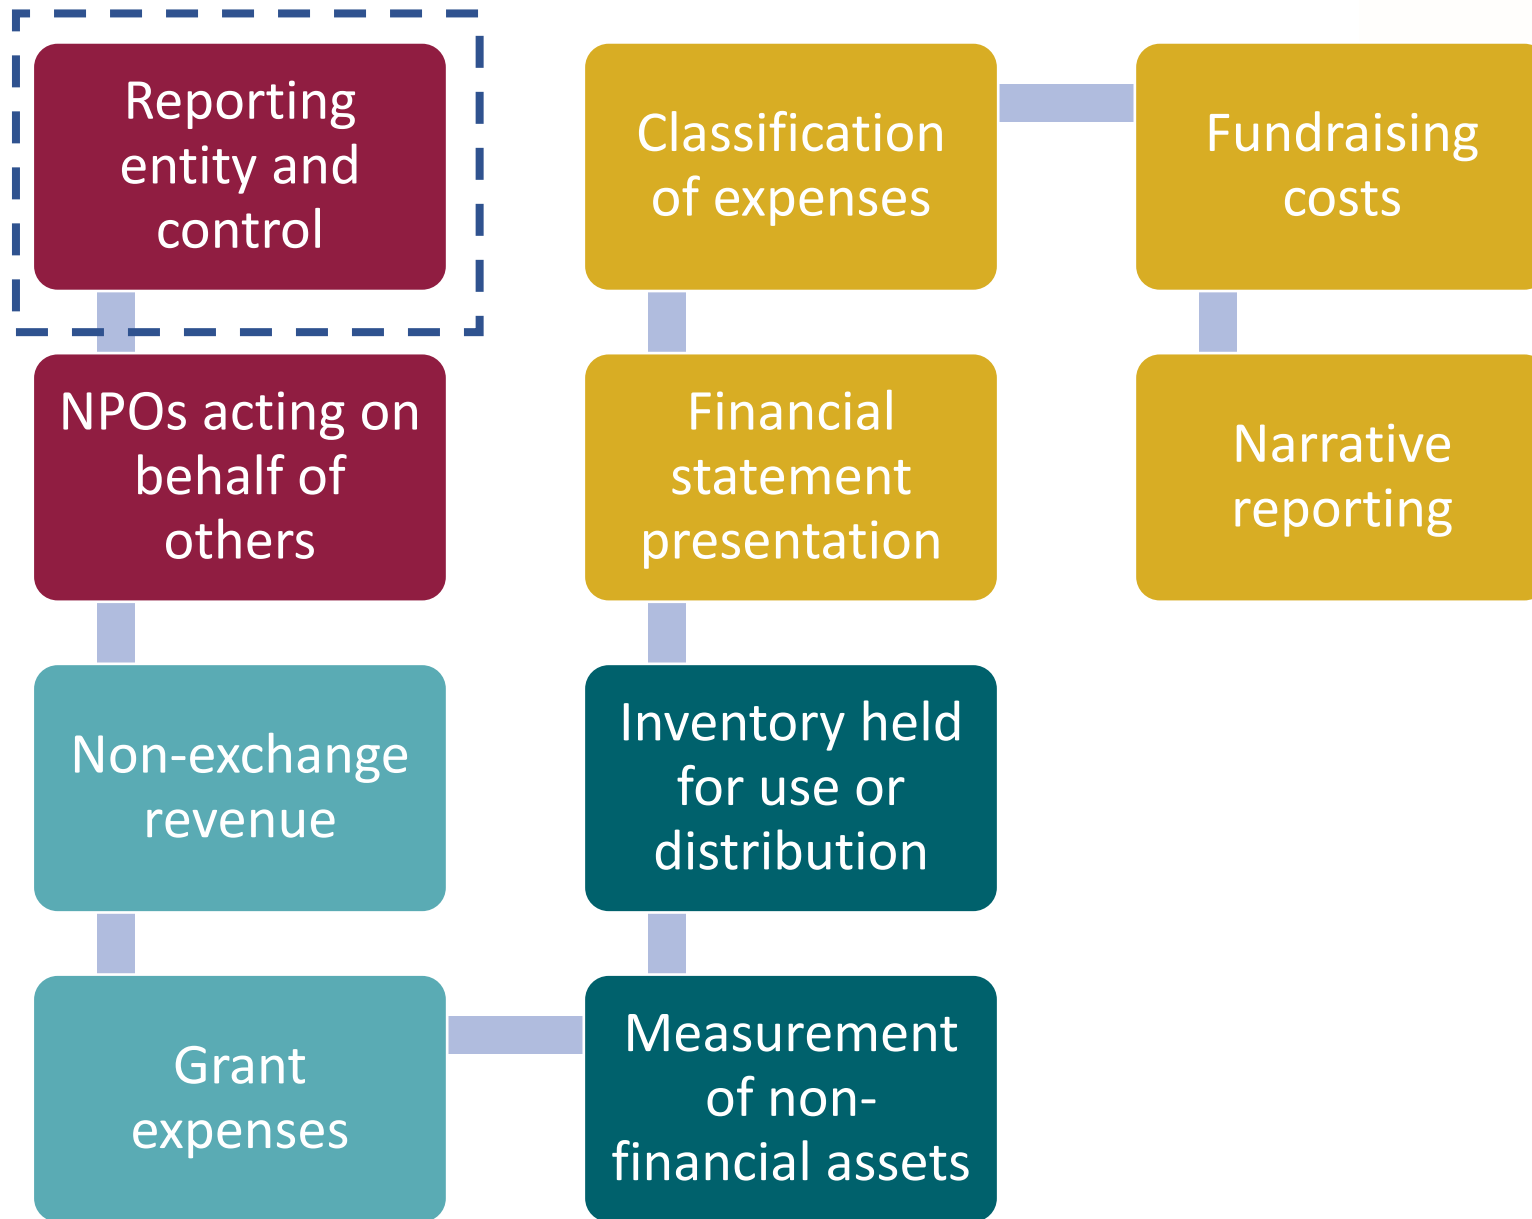 Reporting
entity and
control
NPOs acting on
behalf of
others
Non-exchange
revenue
Grant
expenses
Measurement
of non-
financial assets
Inventory held
for use or
distribution
Financial
statement
presentation
Classification
of expenses
Fundraising
costs
Narrative
reporting